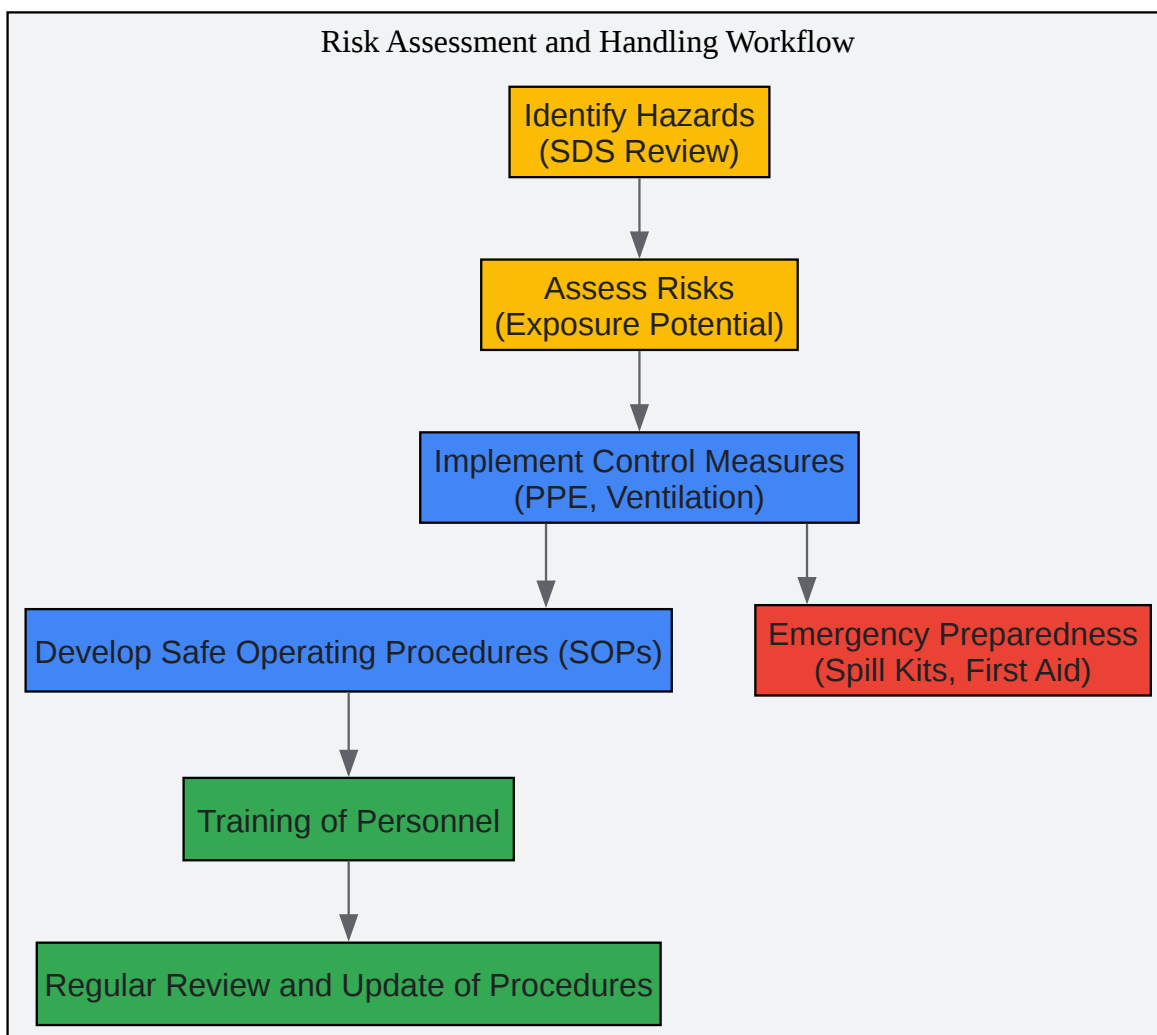 Risk Assessment and Handling Workflow
Identify Hazards
(SDS Review)
Assess Risks
(Exposure Potential)
Implement Control Measures
(PPE, Ventilation)
Develop Safe Operating Procedures (SOPs)
Emergency Preparedness
(Spill Kits, First Aid)
Training of Personnel
Regular Review and Update of Procedures